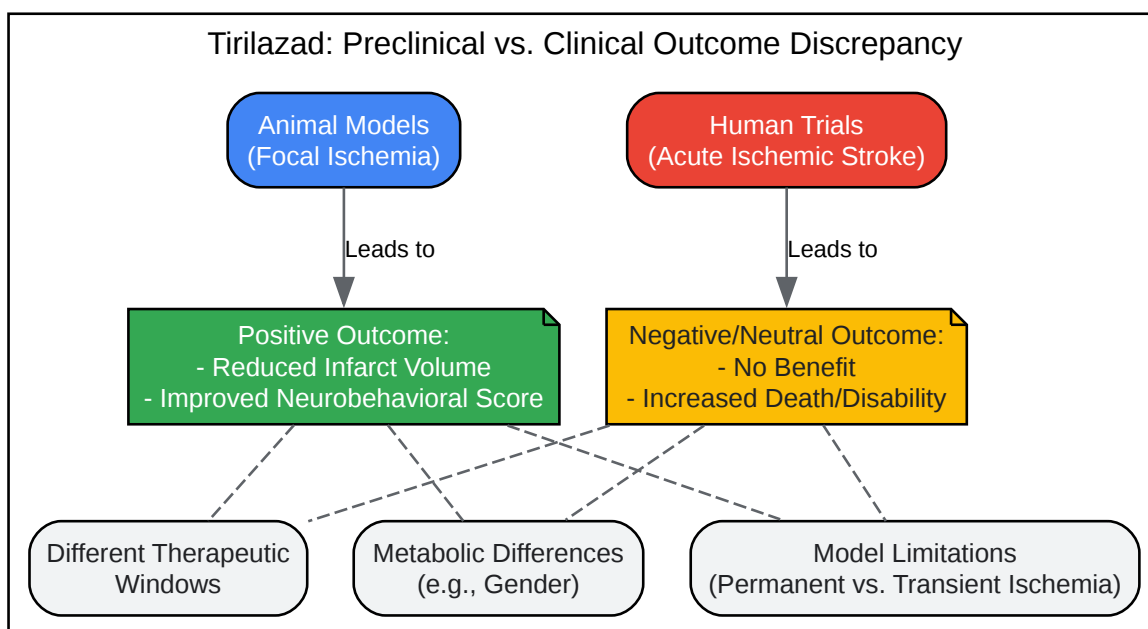 Tirilazad: Preclinical vs. Clinical Outcome Discrepancy
Animal Models
(Focal Ischemia)
Human Trials
(Acute Ischemic Stroke)
Leads to
Leads to
Positive Outcome:
- Reduced Infarct Volume
- Improved Neurobehavioral Score
Negative/Neutral Outcome:
- No Benefit
- Increased Death/Disability
Different Therapeutic
Windows
Metabolic Differences
(e.g., Gender)
Model Limitations
(Permanent vs. Transient Ischemia)